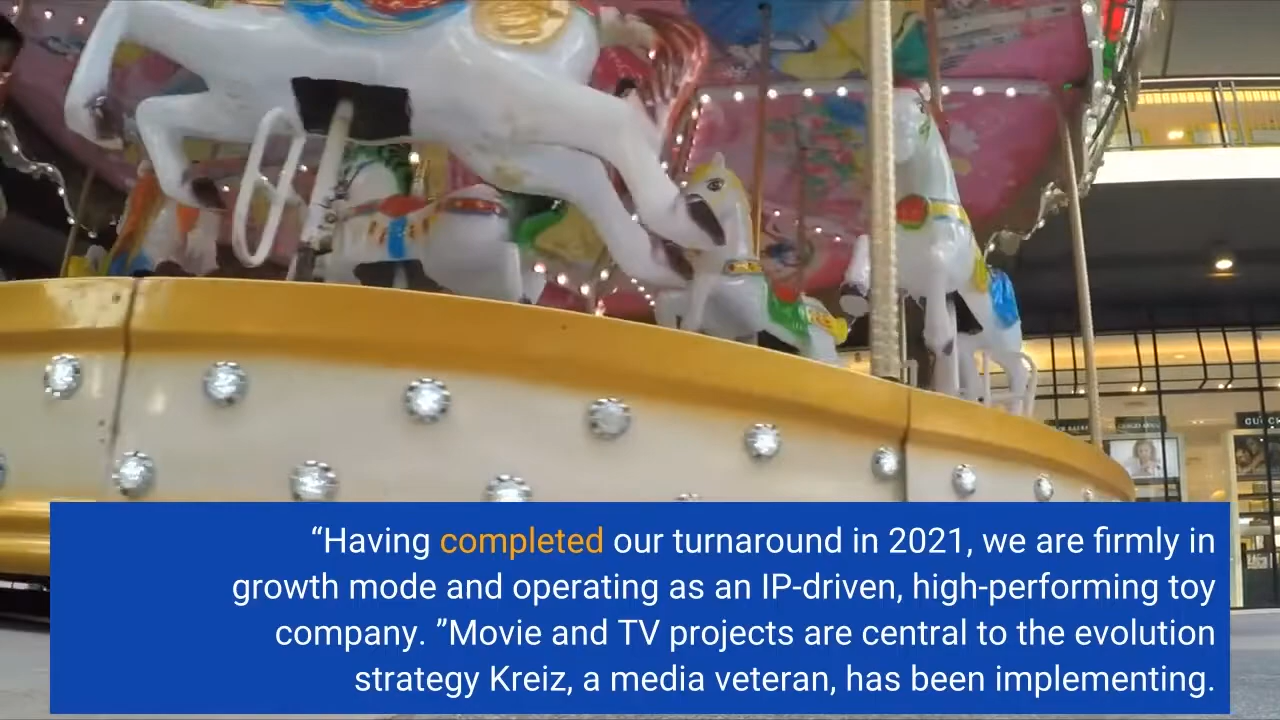 “Having completed our turnaround in 2021, we are firmly in
growth mode and operating as an IP-driven, high-performing toy
company. ”Movie and TV projects are central to the evolution
strategy Kreiz, a media veteran, has been implementing.